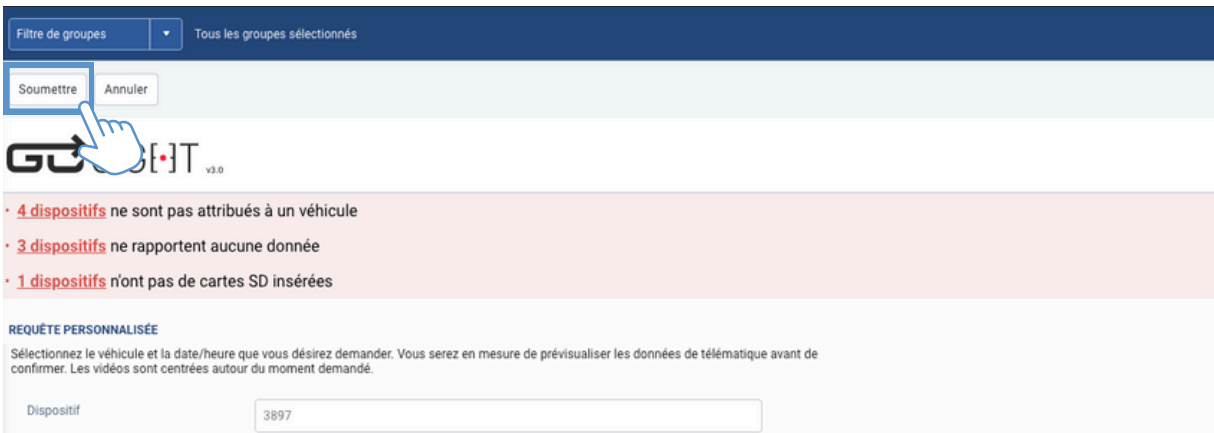 Filtre de groupes
Tous les groupes sélectionnés
Soumettre
Annuler
v3.0
4 dispositifs ne sont pas attribués à un véhicule
3 dispositifs ne rapportent aucune donnée
1 dispositifs n'ont pas de cartes SD insérées
REQUÊTE PERSONNALISÉE
Sélectionnez le véhicule et la date/heure que vous désirez demander. Vous serez en mesure de prévisualiser les données de télématique avant de
confirmer. Les vidéos sont centrées autour du moment demandé.
Dispositif
3897